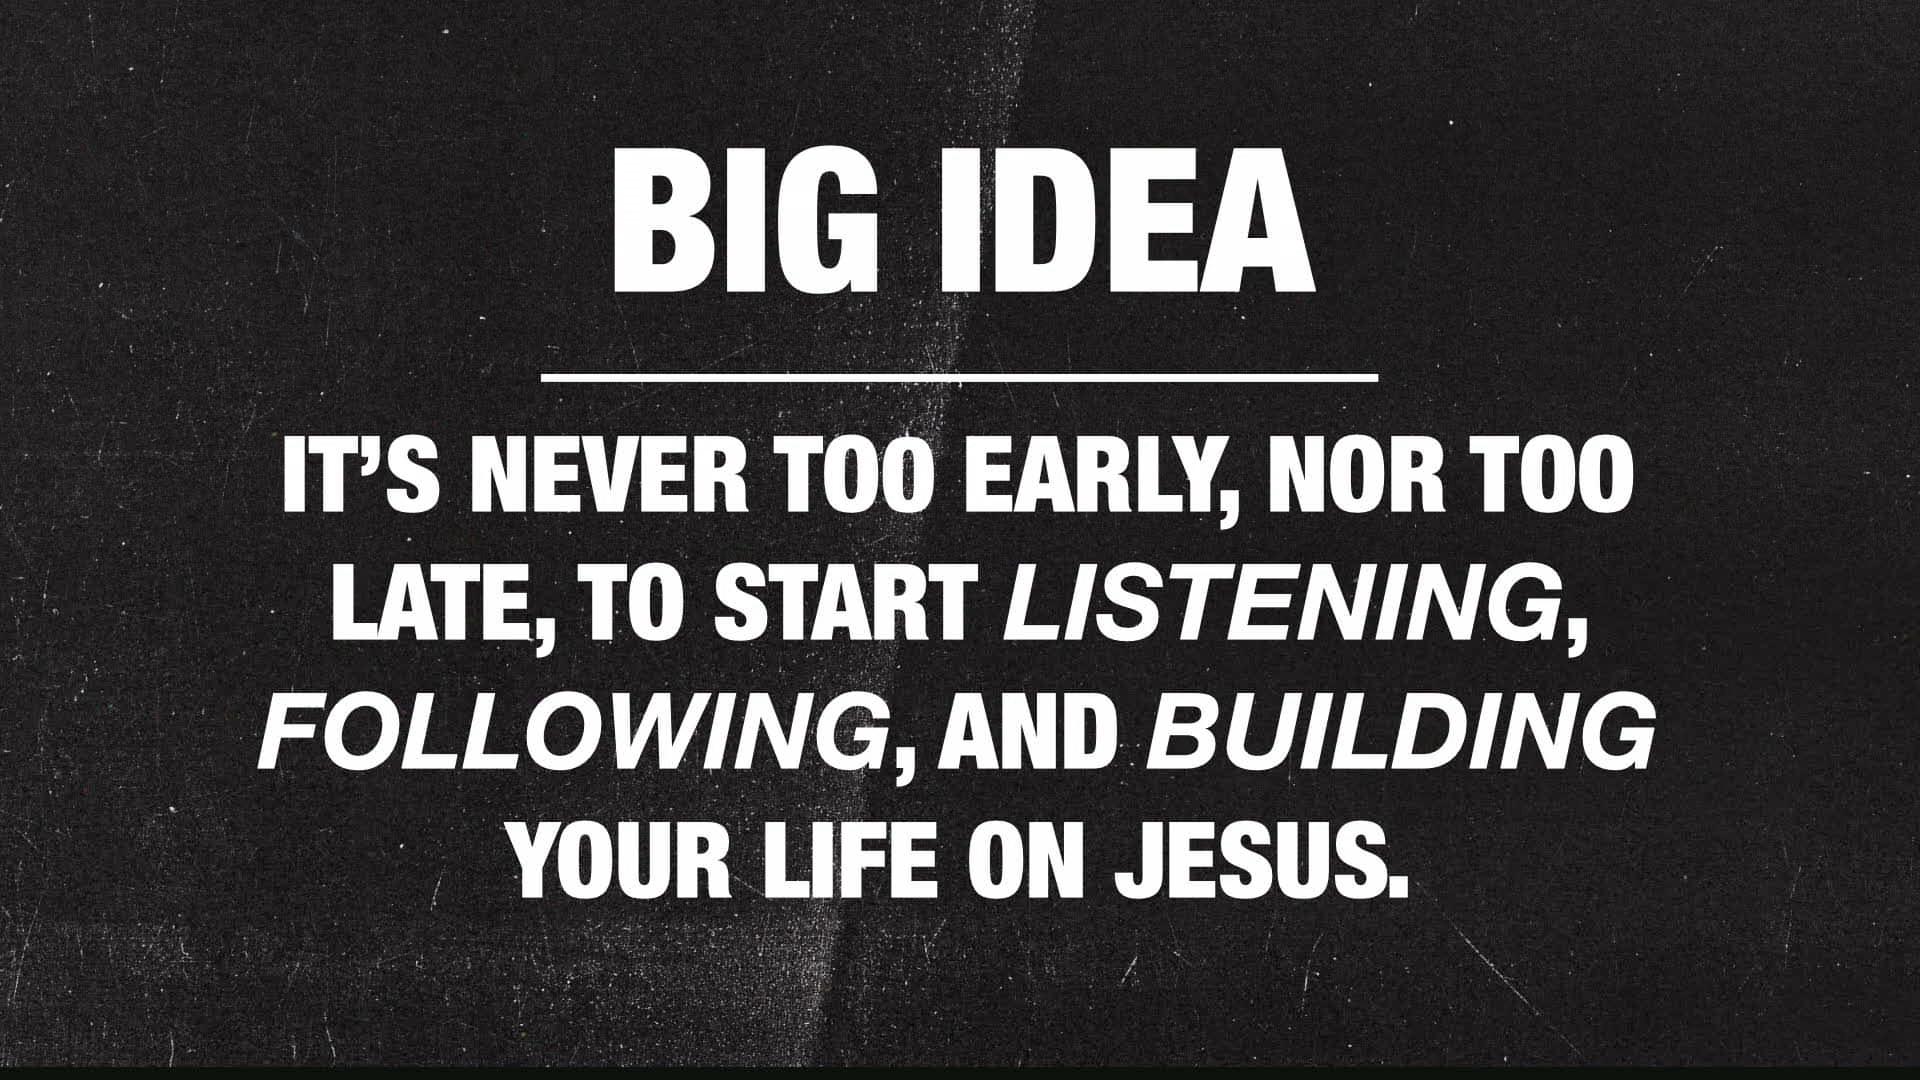 BIG IDEA
IT’S NEVER TOO EARLY, NOR TOO
LATE, TO START LISTENING,
FOLLOWING, AND BUILDING
YOUR LIFE ON JESUS.